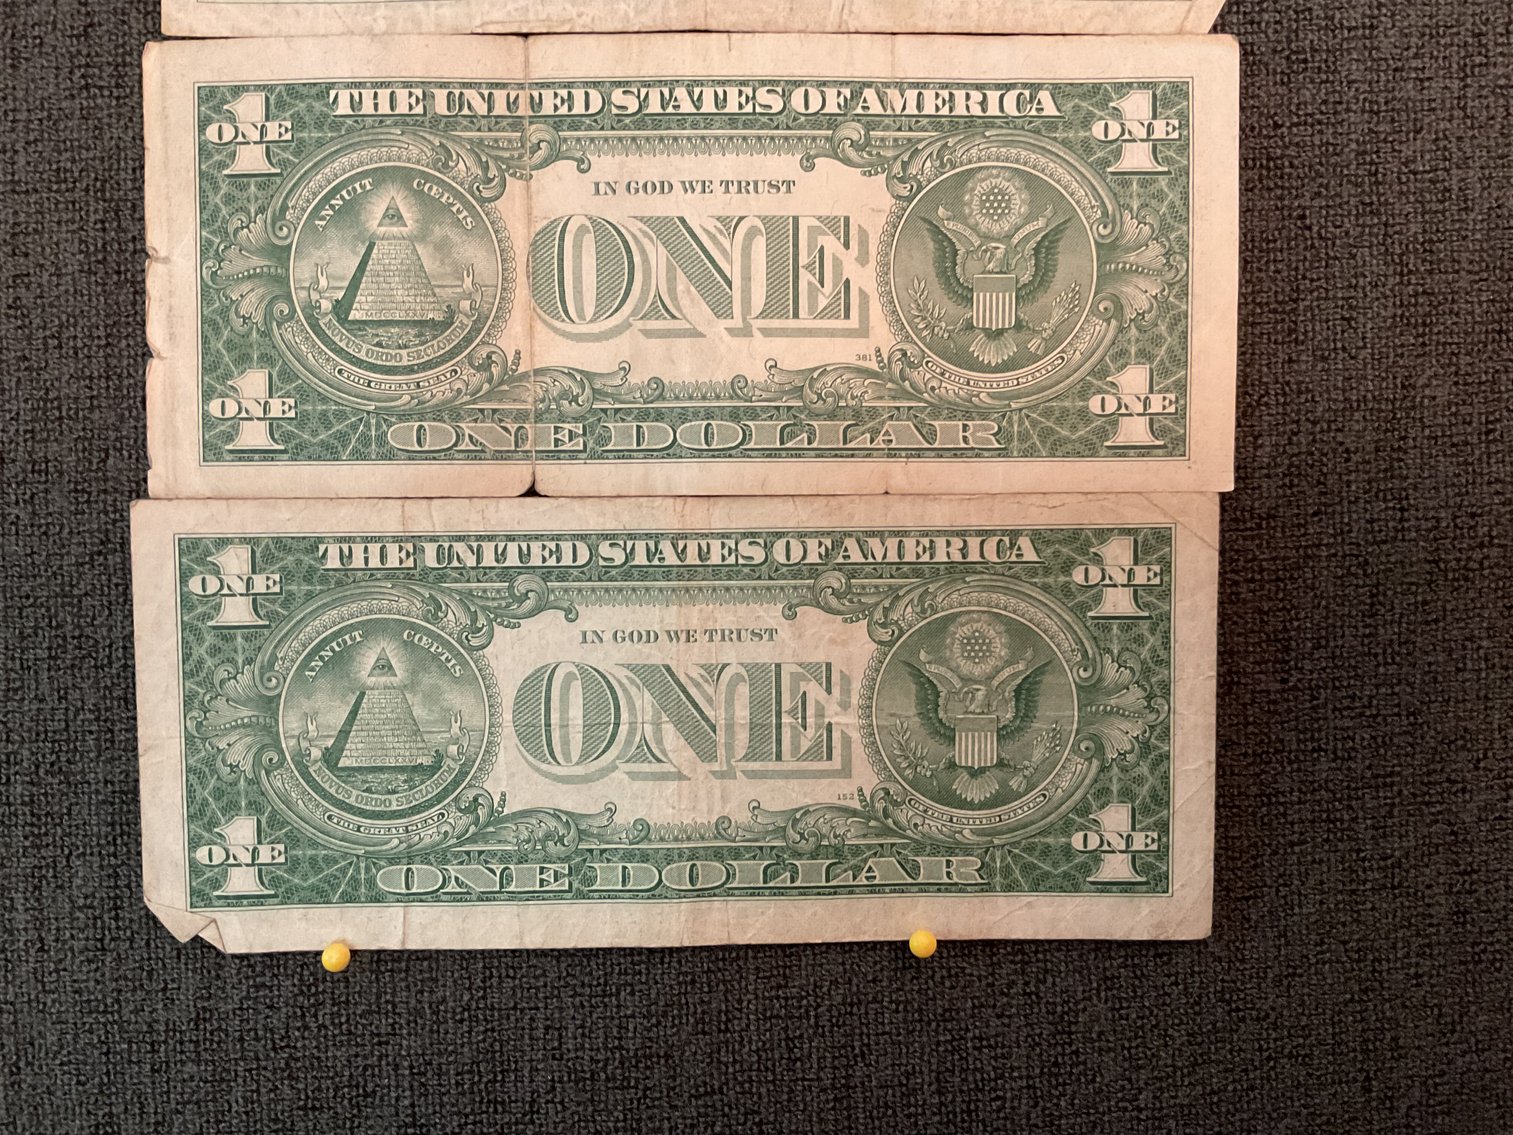 THE UNITED STATES OF AMERICA
1 ONE
1 ONE
IN GOD WE TRUST
ANNUIT CŒPTIS
ONE
MDCCLXXVI
NOVUS ORDO SECLORUM
THE GREAT SEAL
381
OF THE UNITED STATES
1 ONE
ONE DOLLAR
1 ONE
THE UNITED STATES OF AMERICA
1 ONE
1 ONE
IN GOD WE TRUST
ANNUIT CŒPTIS
ONE
MDCCLXXVI
NOVUS ORDO SECLORUM
THE GREAT SEAL
152
OF THE UNITED STATES
1 ONE
ONE DOLLAR
1 ONE